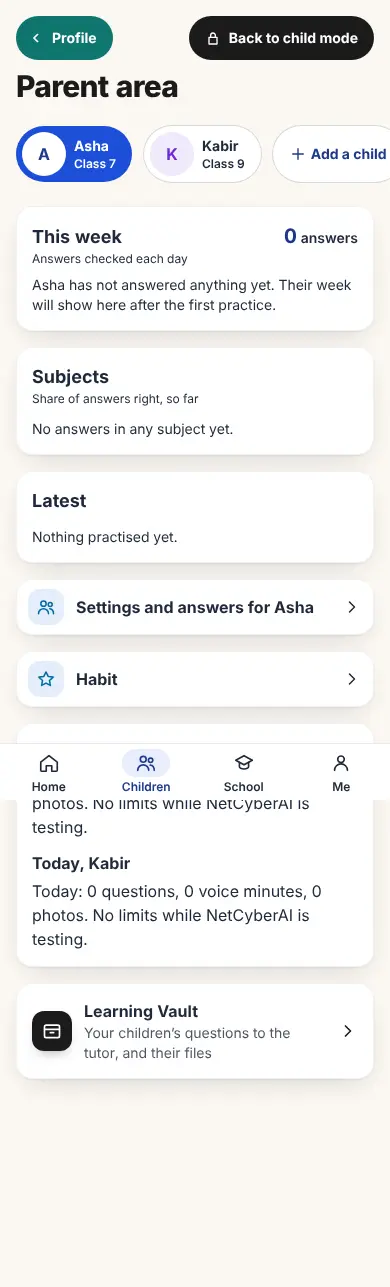 Profile
Back to child mode
Parent area
A
Asha
Class 7
K
Kabir
Class 9
Add a child
This week
0 answers
Answers checked each day
Asha has not answered anything yet. Their week
will show here after the first practice.
Subjects
Share of answers right, so far
No answers in any subject yet.
Latest
Nothing practised yet.
Settings and answers for Asha
Habit
Home
Children
School
Me
photos. No limits while NetCyberAI is
testing.
Today, Kabir
Today: 0 questions, 0 voice minutes, 0
photos. No limits while NetCyberAI is
testing.
Learning Vault
Your children's questions to the
tutor, and their files